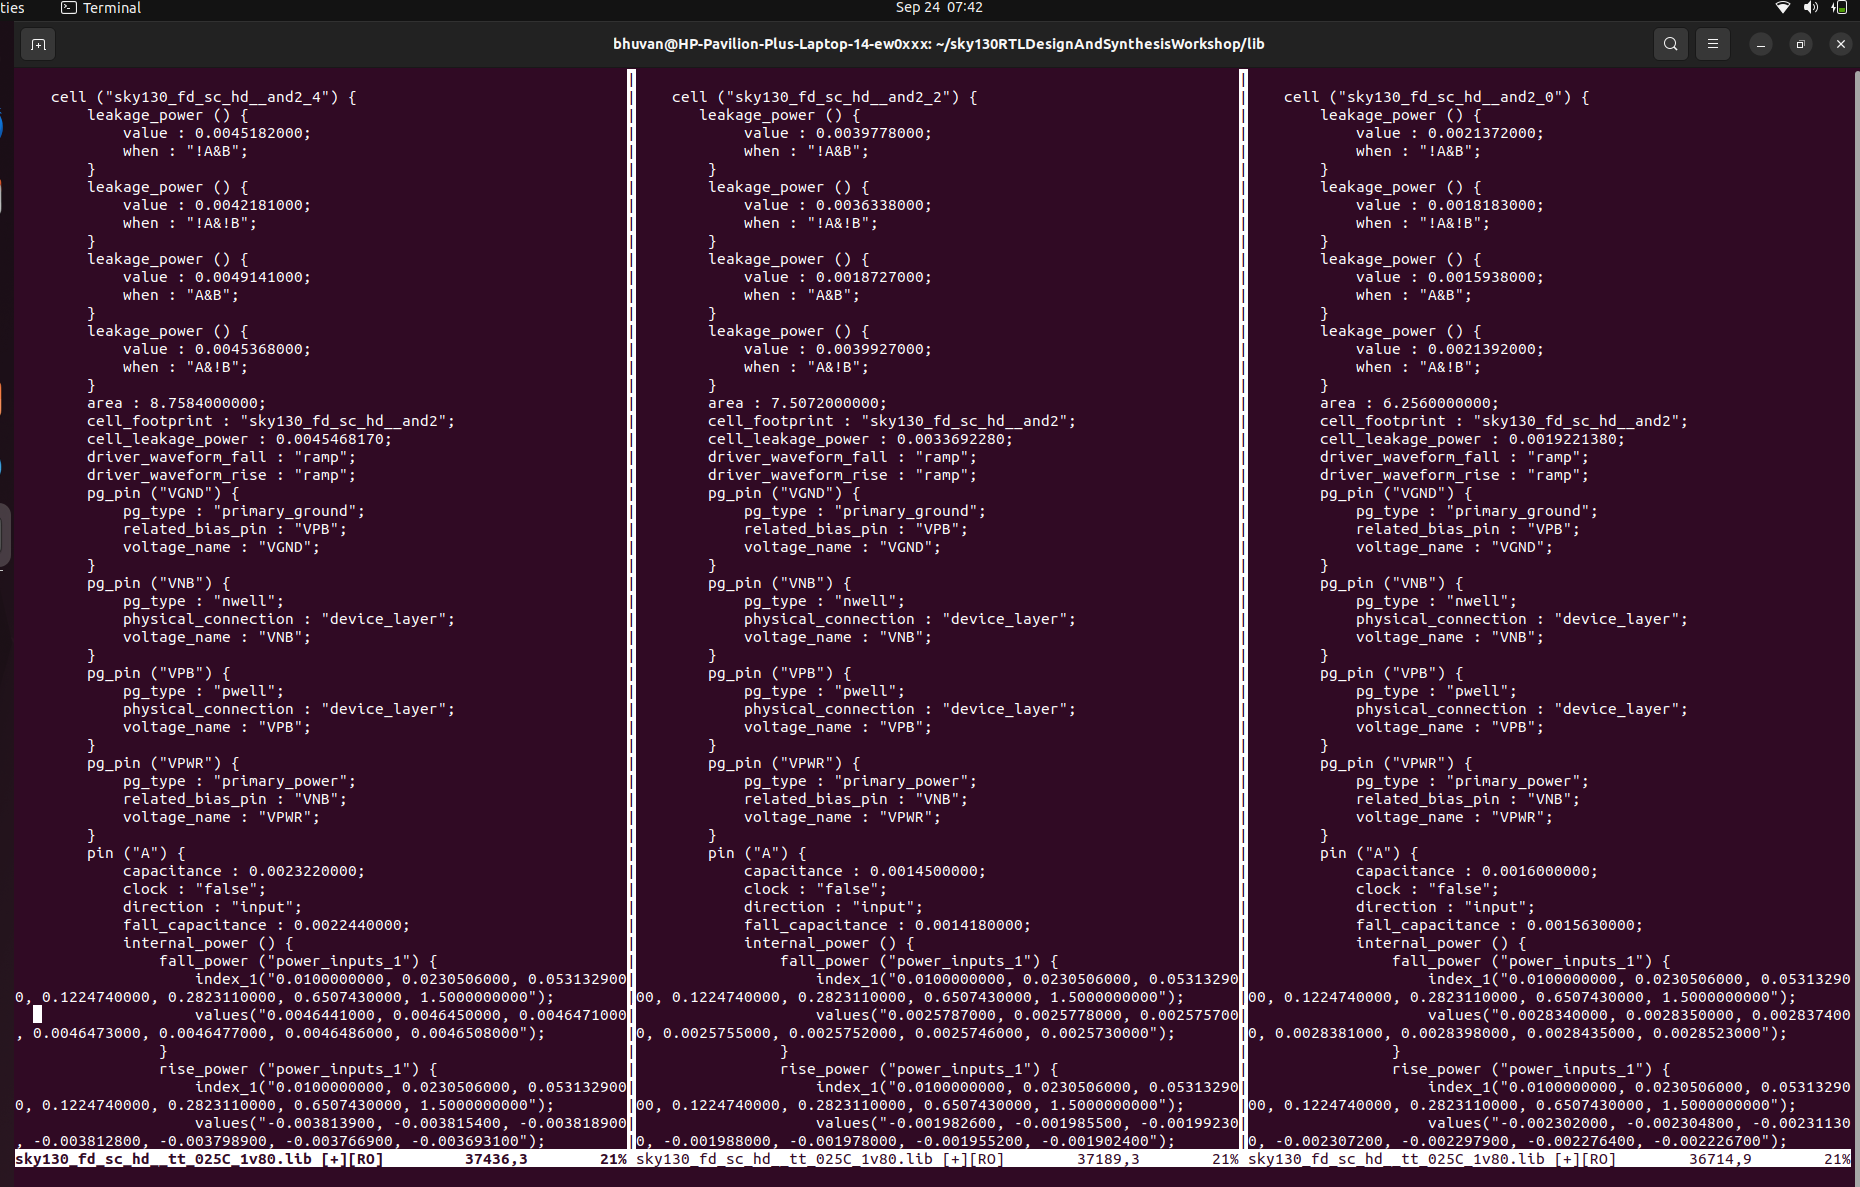 ties Terminal Sep 24 07:42
bhuvan@HP-Pavilion-Plus-Laptop-14-ew0xxx: ~/sky130RTLDesignAndSynthesisWorkshop/lib
cell ("sky130_fd_sc_hd__and2_4") {
leakage_power () {
value : 0.0045182000;
when : "!A&B";
}
leakage_power () {
value : 0.0042181000;
when : "!A&!B";
}
leakage_power () {
value : 0.0049141000;
when : "A&B";
}
leakage_power () {
value : 0.0045368000;
when : "A&!B";
}
area : 8.7584000000;
cell_footprint : "sky130_fd_sc_hd__and2";
cell_leakage_power : 0.0045468170;
driver_waveform_fall : "ramp";
driver_waveform_rise : "ramp";
pg_pin ("VGND") {
pg_type : "primary_ground";
related_bias_pin : "VPB";
voltage_name : "VGND";
}
pg_pin ("VNB") {
pg_type : "nwell";
physical_connection : "device_layer";
voltage_name : "VNB";
}
pg_pin ("VPB") {
pg_type : "pwell";
physical_connection : "device_layer";
voltage_name : "VPB";
}
pg_pin ("VPWR") {
pg_type : "primary_power";
related_bias_pin : "VNB";
voltage_name : "VPWR";
}
pin ("A") {
capacitance : 0.0023220000;
clock : "false";
direction : "input";
fall_capacitance : 0.0022440000;
internal_power () {
fall_power ("power_inputs_1") {
index_1("0.0100000000, 0.0230506000, 0.053132900
0, 0.1224740000, 0.2823110000, 0.6507430000, 1.5000000000");
values("0.0046441000, 0.0046450000, 0.0046471000
, 0.0046473000, 0.0046477000, 0.0046486000, 0.0046508000");
}
rise_power ("power_inputs_1") {
index_1("0.0100000000, 0.0230506000, 0.053132900
0, 0.1224740000, 0.2823110000, 0.6507430000, 1.5000000000");
values("-0.003813900, -0.003815400, -0.003818900
, -0.003812800, -0.003798900, -0.003766900, -0.003693100");
sky130_fd_sc_hd__tt_025C_1v80.lib [+][RO] 37436,3 21%
cell ("sky130_fd_sc_hd__and2_2") {
leakage_power () {
value : 0.0039778000;
when : "!A&B";
}
leakage_power () {
value : 0.0036338000;
when : "!A&!B";
}
leakage_power () {
value : 0.0018727000;
when : "A&B";
}
leakage_power () {
value : 0.0039927000;
when : "A&!B";
}
area : 7.5072000000;
cell_footprint : "sky130_fd_sc_hd__and2";
cell_leakage_power : 0.0033692280;
driver_waveform_fall : "ramp";
driver_waveform_rise : "ramp";
pg_pin ("VGND") {
pg_type : "primary_ground";
related_bias_pin : "VPB";
voltage_name : "VGND";
}
pg_pin ("VNB") {
pg_type : "nwell";
physical_connection : "device_layer";
voltage_name : "VNB";
}
pg_pin ("VPB") {
pg_type : "pwell";
physical_connection : "device_layer";
voltage_name : "VPB";
}
pg_pin ("VPWR") {
pg_type : "primary_power";
related_bias_pin : "VNB";
voltage_name : "VPWR";
}
pin ("A") {
capacitance : 0.0014500000;
clock : "false";
direction : "input";
fall_capacitance : 0.0014180000;
internal_power () {
fall_power ("power_inputs_1") {
index_1("0.0100000000, 0.0230506000, 0.05313290
00, 0.1224740000, 0.2823110000, 0.6507430000, 1.5000000000");
values("0.0025787000, 0.0025778000, 0.002575700
0, 0.0025755000, 0.0025752000, 0.0025746000, 0.0025730000");
}
rise_power ("power_inputs_1") {
index_1("0.0100000000, 0.0230506000, 0.05313290
00, 0.1224740000, 0.2823110000, 0.6507430000, 1.5000000000");
values("-0.001982600, -0.001985500, -0.00199230
0, -0.001988000, -0.001978000, -0.001955200, -0.001902400");
sky130_fd_sc_hd__tt_025C_1v80.lib [+][RO] 37189,3 21%
cell ("sky130_fd_sc_hd__and2_0") {
leakage_power () {
value : 0.0021372000;
when : "!A&B";
}
leakage_power () {
value : 0.0018183000;
when : "!A&!B";
}
leakage_power () {
value : 0.0015938000;
when : "A&B";
}
leakage_power () {
value : 0.0021392000;
when : "A&!B";
}
area : 6.2560000000;
cell_footprint : "sky130_fd_sc_hd__and2";
cell_leakage_power : 0.0019221380;
driver_waveform_fall : "ramp";
driver_waveform_rise : "ramp";
pg_pin ("VGND") {
pg_type : "primary_ground";
related_bias_pin : "VPB";
voltage_name : "VGND";
}
pg_pin ("VNB") {
pg_type : "nwell";
physical_connection : "device_layer";
voltage_name : "VNB";
}
pg_pin ("VPB") {
pg_type : "pwell";
physical_connection : "device_layer";
voltage_name : "VPB";
}
pg_pin ("VPWR") {
pg_type : "primary_power";
related_bias_pin : "VNB";
voltage_name : "VPWR";
}
pin ("A") {
capacitance : 0.0016000000;
clock : "false";
direction : "input";
fall_capacitance : 0.0015630000;
internal_power () {
fall_power ("power_inputs_1") {
index_1("0.0100000000, 0.0230506000, 0.05313290
00, 0.1224740000, 0.2823110000, 0.6507430000, 1.5000000000");
values("0.0028340000, 0.0028350000, 0.002837400
0, 0.0028381000, 0.0028398000, 0.0028435000, 0.0028523000");
}
rise_power ("power_inputs_1") {
index_1("0.0100000000, 0.0230506000, 0.05313290
00, 0.1224740000, 0.2823110000, 0.6507430000, 1.5000000000");
values("-0.002302000, -0.002304800, -0.00231130
0, -0.002307200, -0.002297900, -0.002276400, -0.002226700");
sky130_fd_sc_hd__tt_025C_1v80.lib [+][RO] 36714,9 21%